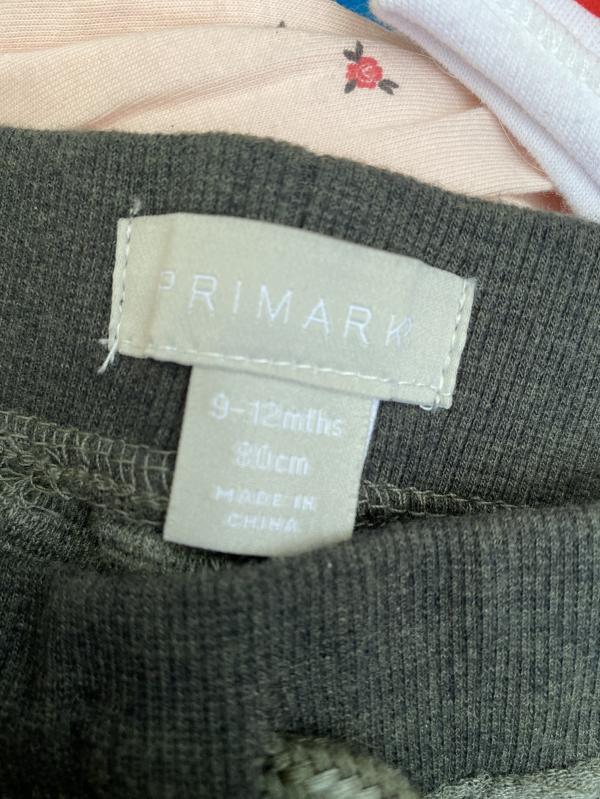 PRIMARK
9-12mths
80cm
MADE IN
CHINA